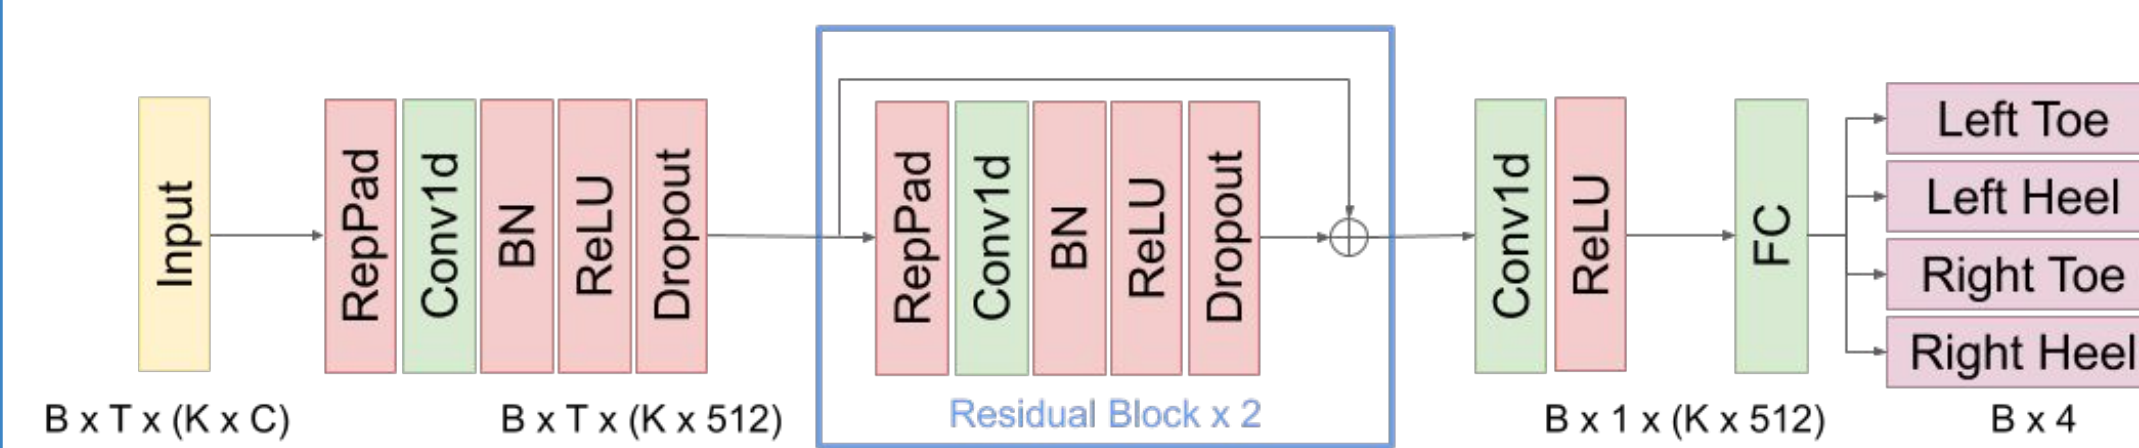 Input
RepPad
Conv1d
BN
ReLU
Dropout
RepPad
Conv1d
BN
ReLU
Dropout
Conv1d
ReLU
FC
Left Toe
Left Heel
Right Toe
Right Heel
B x T x (K x C)
B x T x (K x 512)
Residual Block x 2
B x 1 x (K x 512)
B x 4